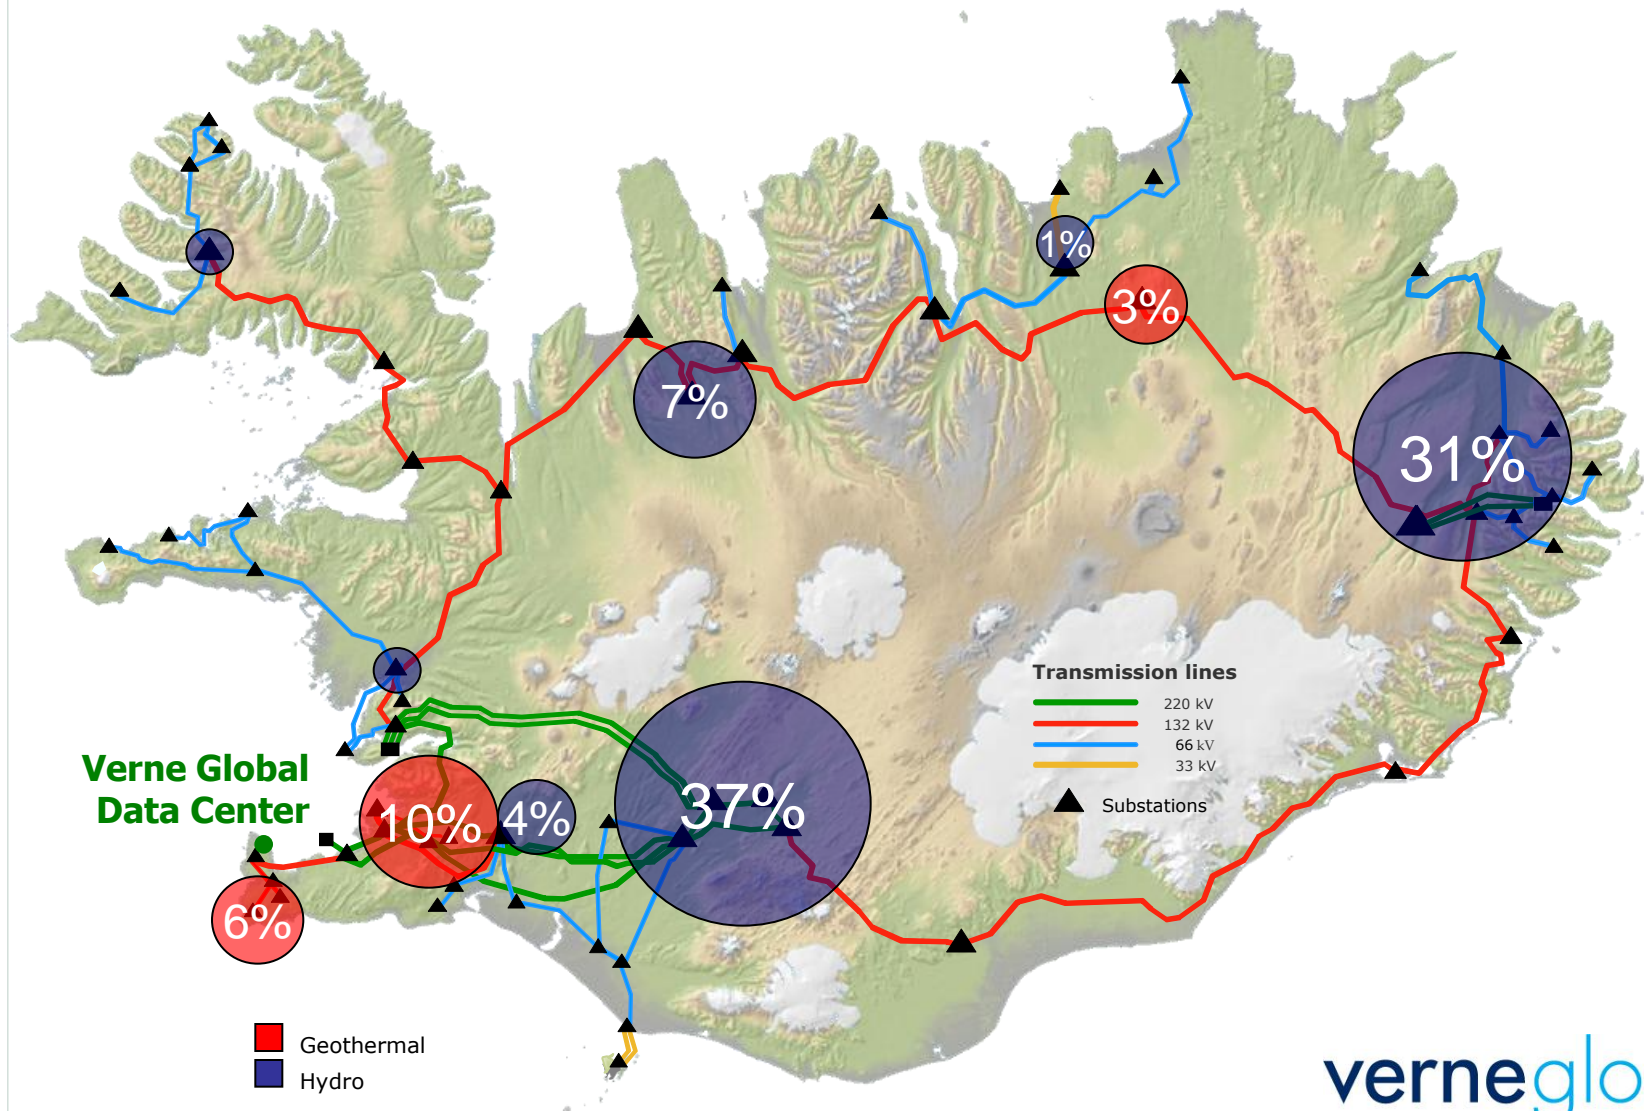 1%
3%
7%
31%
Transmission lines
220 kV
132 kV
66 kV
33 kV
Substations
Verne Global
Data Center
37%
10%
4%
6%
Geothermal
Hydro
verneglo